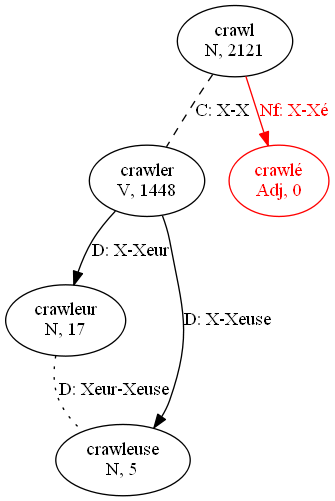 crawl
N, 2121
C: X-X
Nf: X-Xé
crawler
V, 1448
crawlé
Adj, 0
D: X-Xeur
crawleur
N, 17
D: X-Xeuse
D: Xeur-Xeuse
crawleuse
N, 5